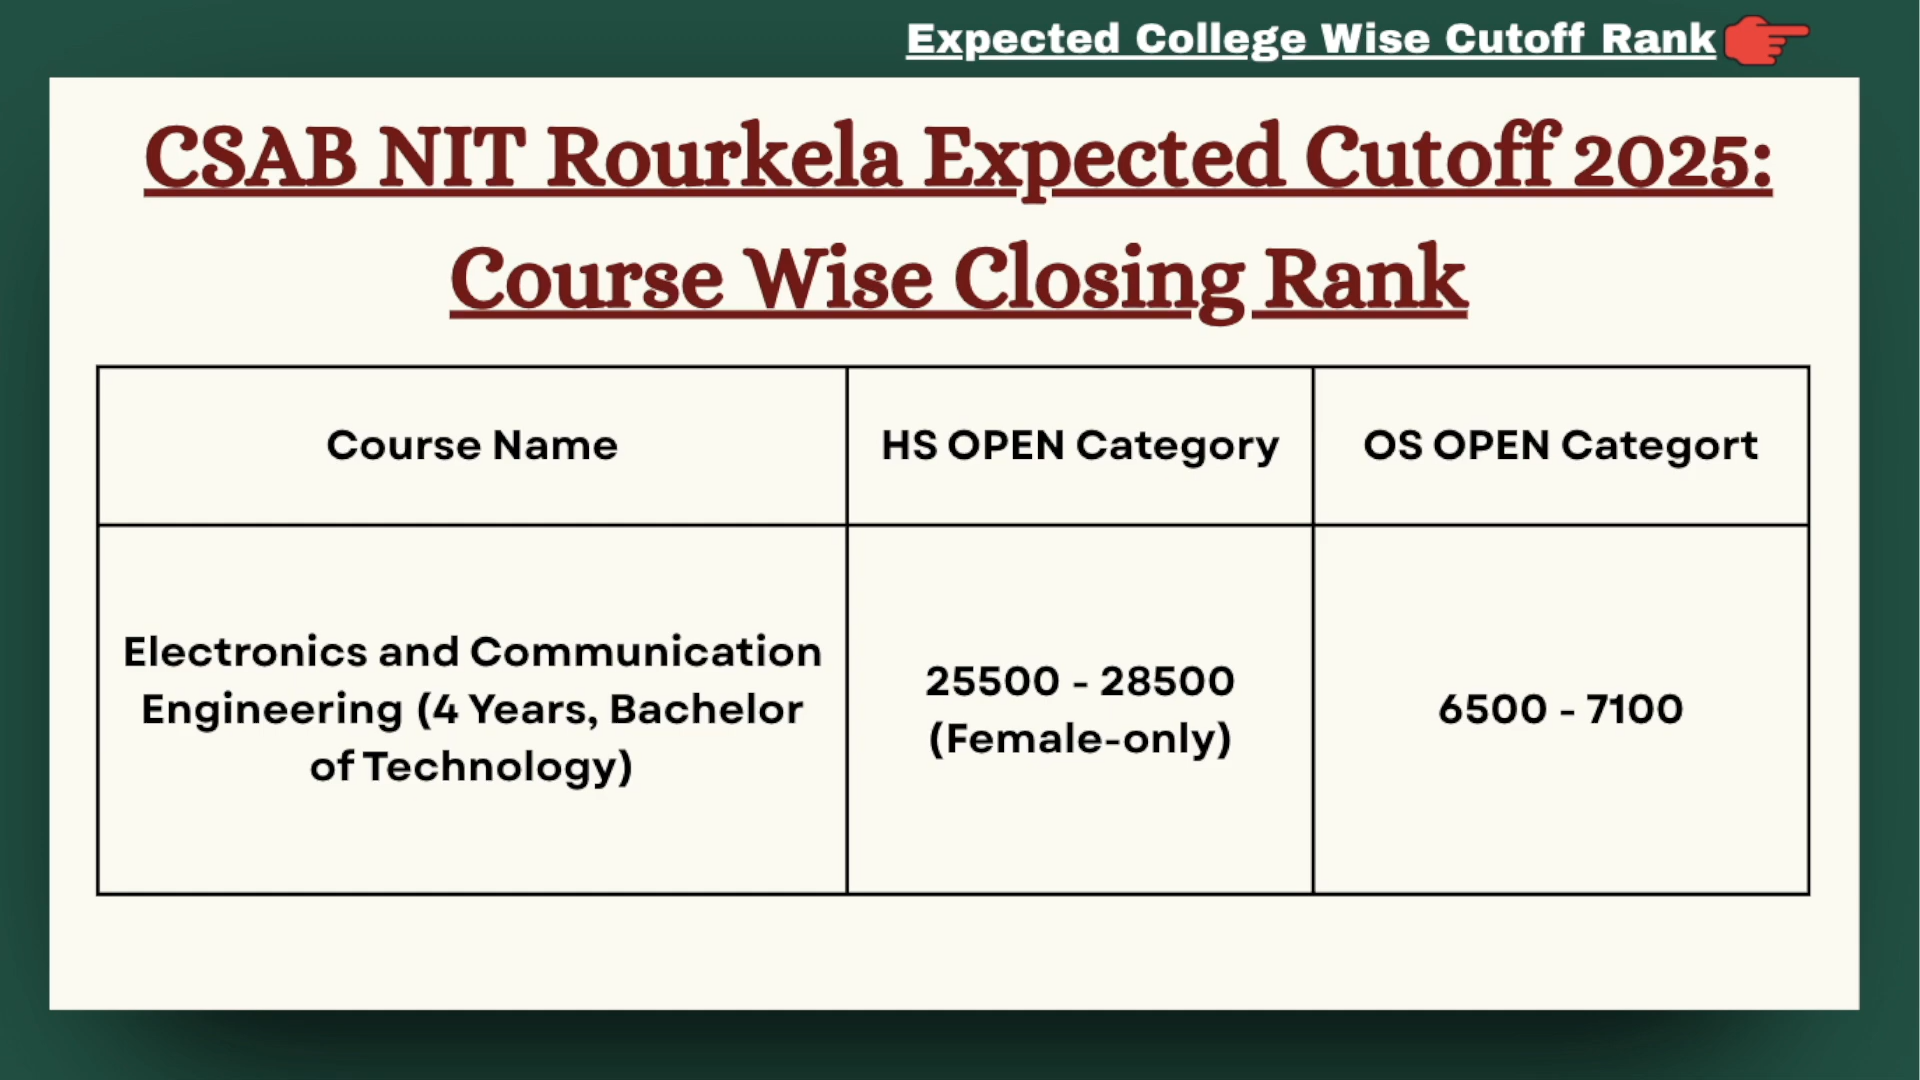 Expected College Wise Cutoff Rank
CSAB NIT Rourkela Expected Cutoff 2025:
Course Wise Closing Rank
Course Name
HS OPEN Category
OS OPEN Categort
Electronics and Communication
Engineering (4 Years, Bachelor
of Technology)
25500 - 28500
(Female-only)
6500 - 7100